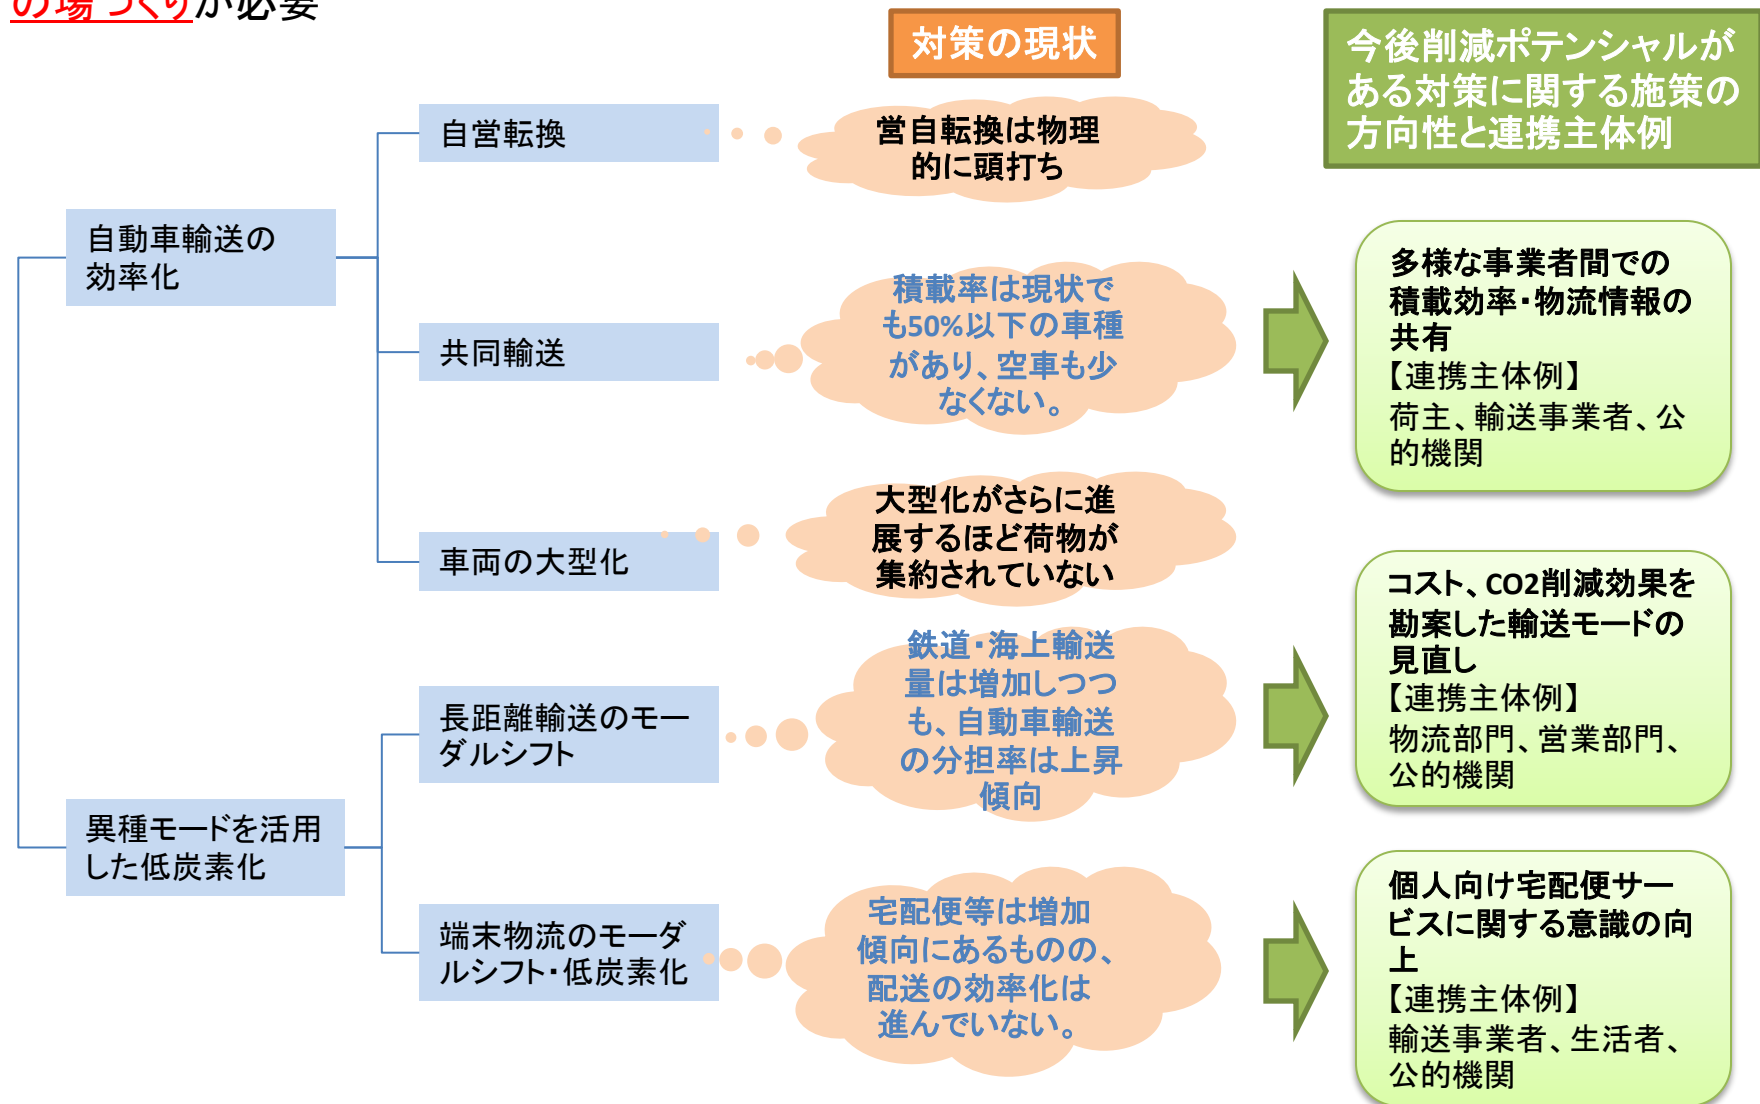 の場づくりが必要
対策の現状
今後削減ポテンシャルが
ある対策に関する施策の
方向性と連携主体例
自動車輸送の
効率化
自営転換
営自転換は物理
的に頭打ち
共同輸送
積載率は現状で
も50%以下の車種
があり、空車も少
なくない。
多様な事業者間での
積載効率・物流情報の
共有
【連携主体例】
荷主、輸送事業者、公
的機関
車両の大型化
大型化がさらに進
展するほど荷物が
集約されていない
異種モードを活用
した低炭素化
長距離輸送のモー
ダルシフト
鉄道・海上輸送
量は増加しつつ
も、自動車輸送
の分担率は上昇
傾向
コスト、CO2削減効果を
勘案した輸送モードの
見直し
【連携主体例】
物流部門、営業部門、
公的機関
端末物流のモーダ
ルシフト・低炭素化
宅配便等は増加
傾向にあるものの、
配送の効率化は
進んでいない。
個人向け宅配便サー
ビスに関する意識の向
上
【連携主体例】
輸送事業者、生活者、
公的機関